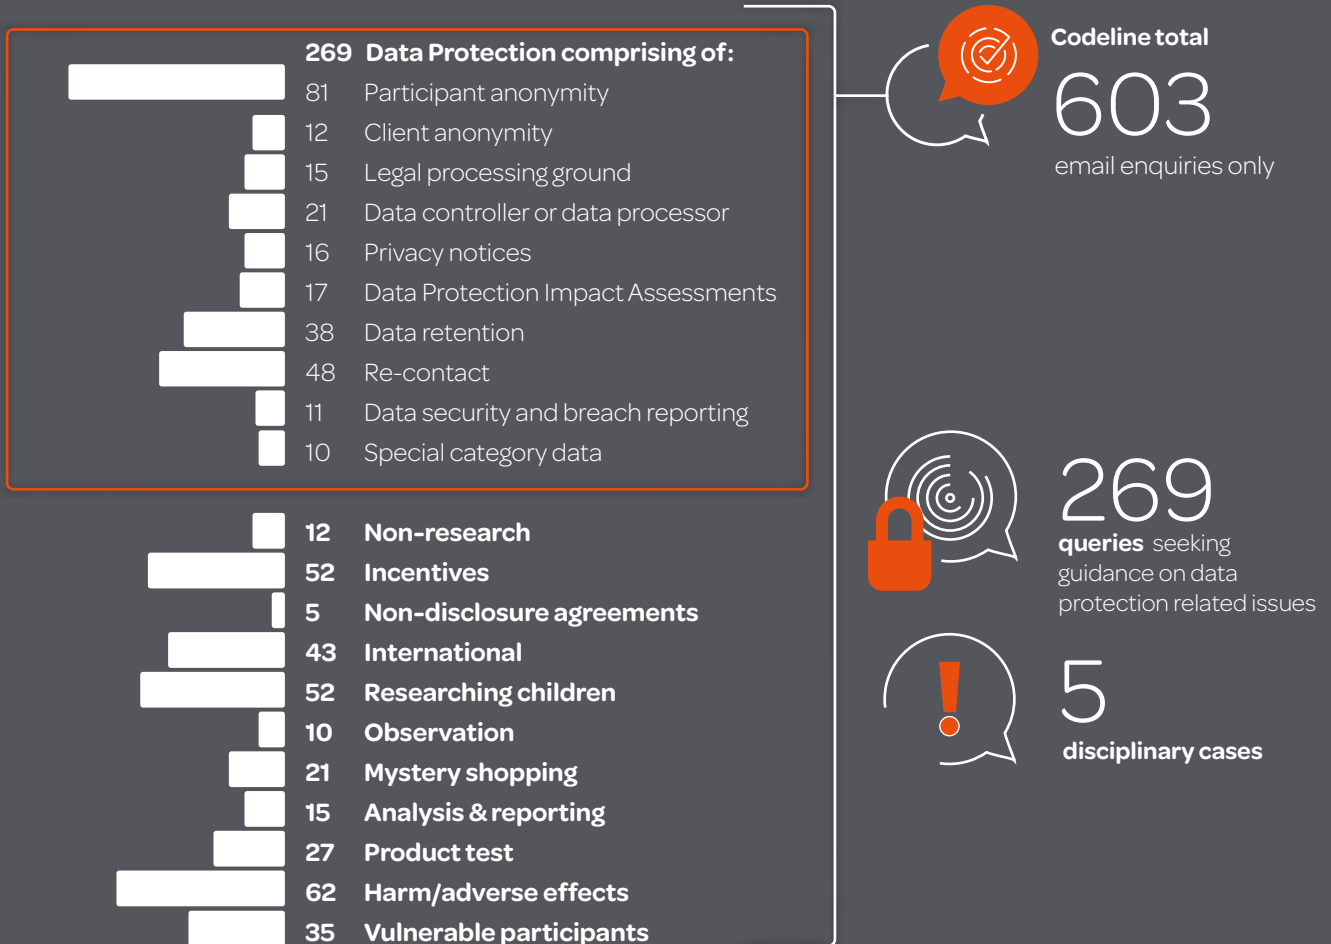 269 Data Protection comprising of:
81 Participant anonymity
12 Client anonymity
15 Legal processing ground
21 Data controller or data processor
16 Privacy notices
17 Data Protection Impact Assessments
38 Data retention
48 Re-contact
11 Data security and breach reporting
10 Special category data
12 Non-research
52 Incentives
5 Non-disclosure agreements
43 International
52 Researching children
10 Observation
21 Mystery shopping
15 Analysis & reporting
27 Product test
62 Harm/adverse effects
35 Vulnerable participants
Codeline total
603
email enquiries only
269
queries seeking
guidance on data
protection related issues
5
disciplinary cases